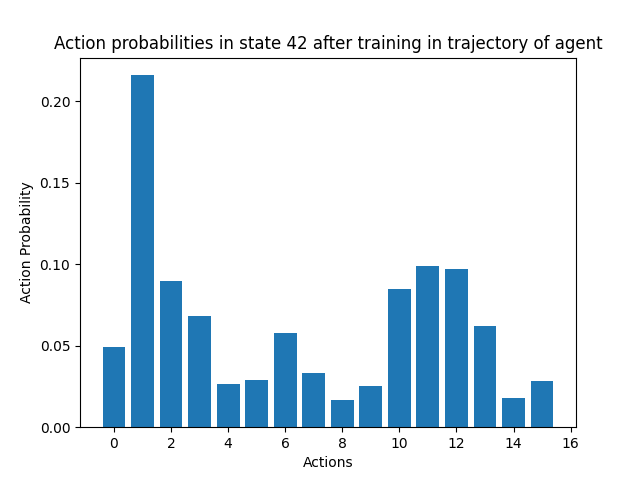 Action probabilities in state 42 after training in trajectory of agent
Action Probability
0.20
0.15
0.10
0.05
0.00
0 2 4 6 8 10 12 14 16
Actions